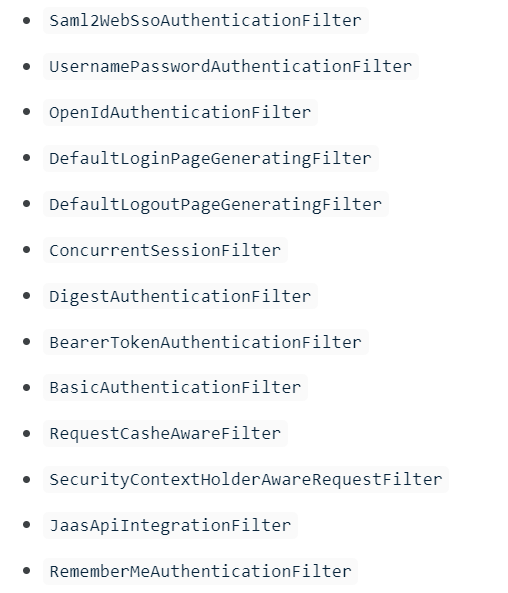 Saml2WebSsoAuthenticationFilter
UsernamePasswordAuthenticationFilter
OpenIdAuthenticationFilter
DefaultLoginPageGeneratingFilter
DefaultLogoutPageGeneratingFilter
ConcurrentSessionFilter
DigestAuthenticationFilter
BearerTokenAuthenticationFilter
BasicAuthenticationFilter
RequestCasheAwareFilter
SecurityContextHolderAwareRequestFilter
JaasApiIntegrationFilter
RememberMeAuthenticationFilter